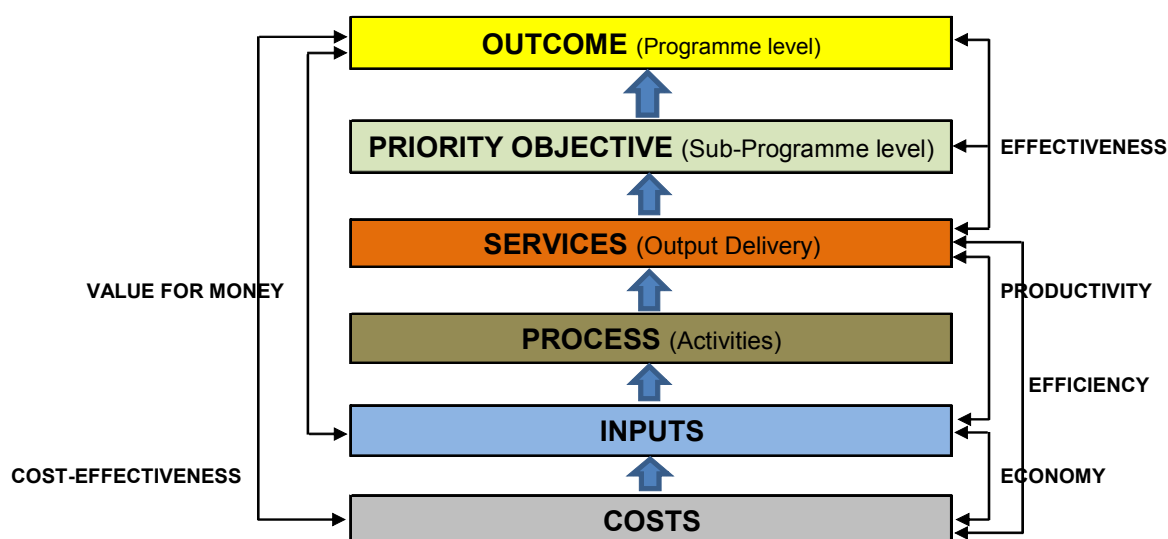 OUTCOME (Programme level)
PRIORITY OBJECTIVE (Sub-Programme level)
EFFECTIVENESS
SERVICES (Output Delivery)
VALUE FOR MONEY
PRODUCTIVITY
PROCESS (Activities)
EFFICIENCY
INPUTS
COST-EFFECTIVENESS
ECONOMY
COSTS